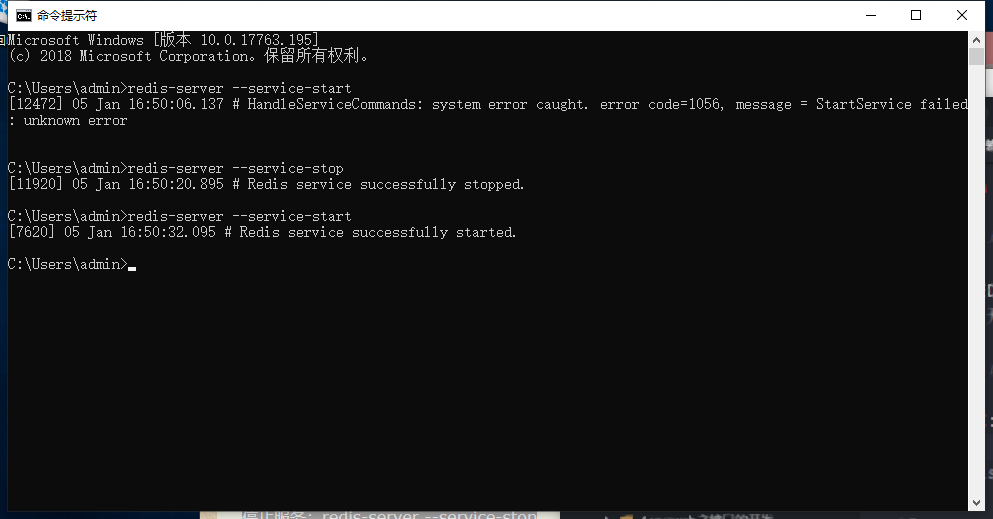 命令提示符
Microsoft Windows [版本 10.0.17763.195]
(c) 2018 Microsoft Corporation。保留所有权利。
C:\Users\admin>redis-server --service-start
[12472] 05 Jan 16:50:06.137 # HandleServiceCommands: system error caught. error code=1056, message = StartService failed
: unknown error
C:\Users\admin>redis-server --service-stop
[11920] 05 Jan 16:50:20.895 # Redis service successfully stopped.
C:\Users\admin>redis-server --service-start
[7620] 05 Jan 16:50:32.095 # Redis service successfully started.
C:\Users\admin>
停止服务：redis-server --service-stop